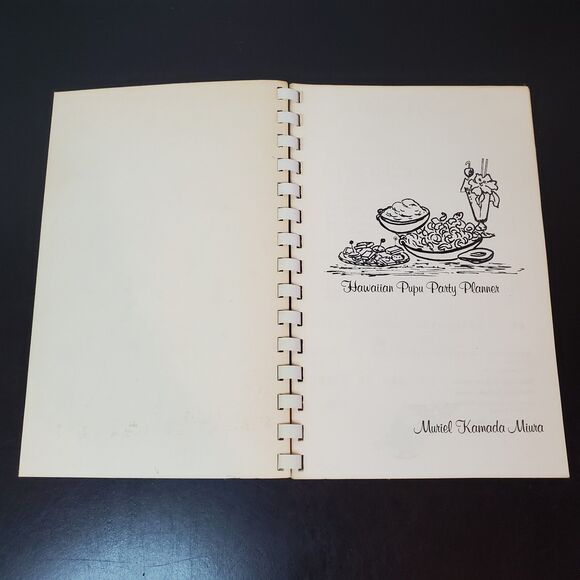 Hawaiian Pupu Party Planner
Muriel Kamada Miura